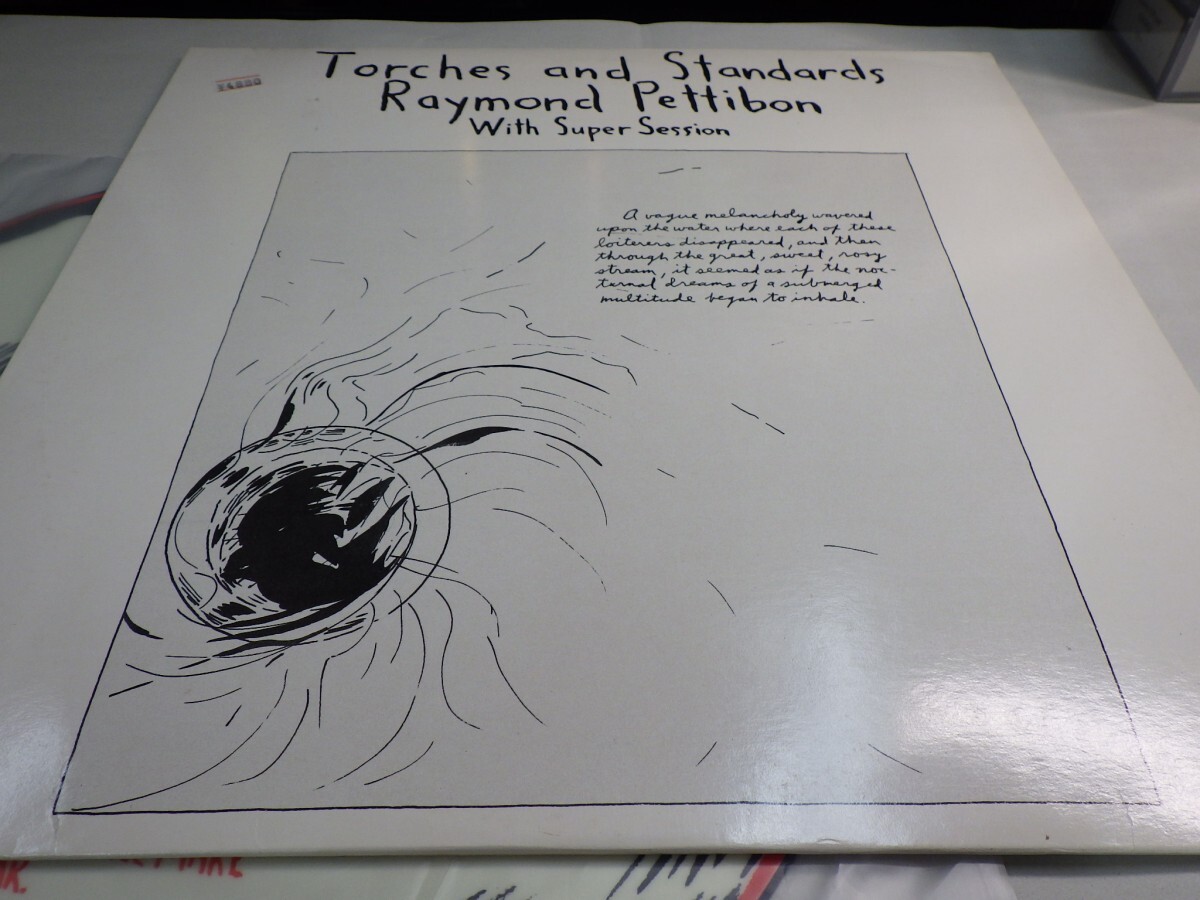 Torches and Standards
Raymond Pettibon
With Super Session
A vague melancholy wavered
upon the water where each of these
loiterers disappeared, and then
through the great, sweet, rosy
stream, it seemed as if the noc-
turnal dreams of a submerged
multitude began to inhale.